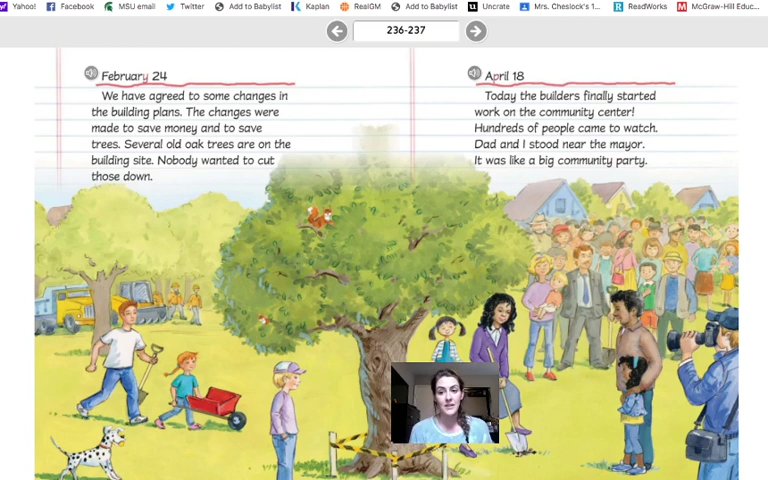 Yahoo! Facebook MSU email Twitter Add to Babylist Kaplan RealGM Add to Babylist Uncrate Mrs. Cheslock's 1... ReadWorks McGraw-Hill Educ...
236-237
February 24
We have agreed to some changes in
the building plans. The changes were
made to save money and to save
trees. Several old oak trees are on the
building site. Nobody wanted to cut
those down.
April 18
Today the builders finally started
work on the community center!
Hundreds of people came to watch.
Dad and I stood near the mayor.
It was like a big community party.